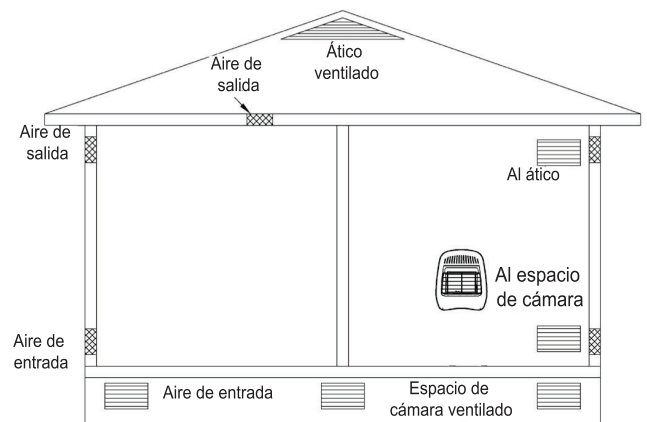 Ático
ventilado
Aire de
salida
Aire de
salida
Al ático
Al espacio
de cámara
Aire de
entrada
Aire de entrada
Espacio de
cámara ventilado